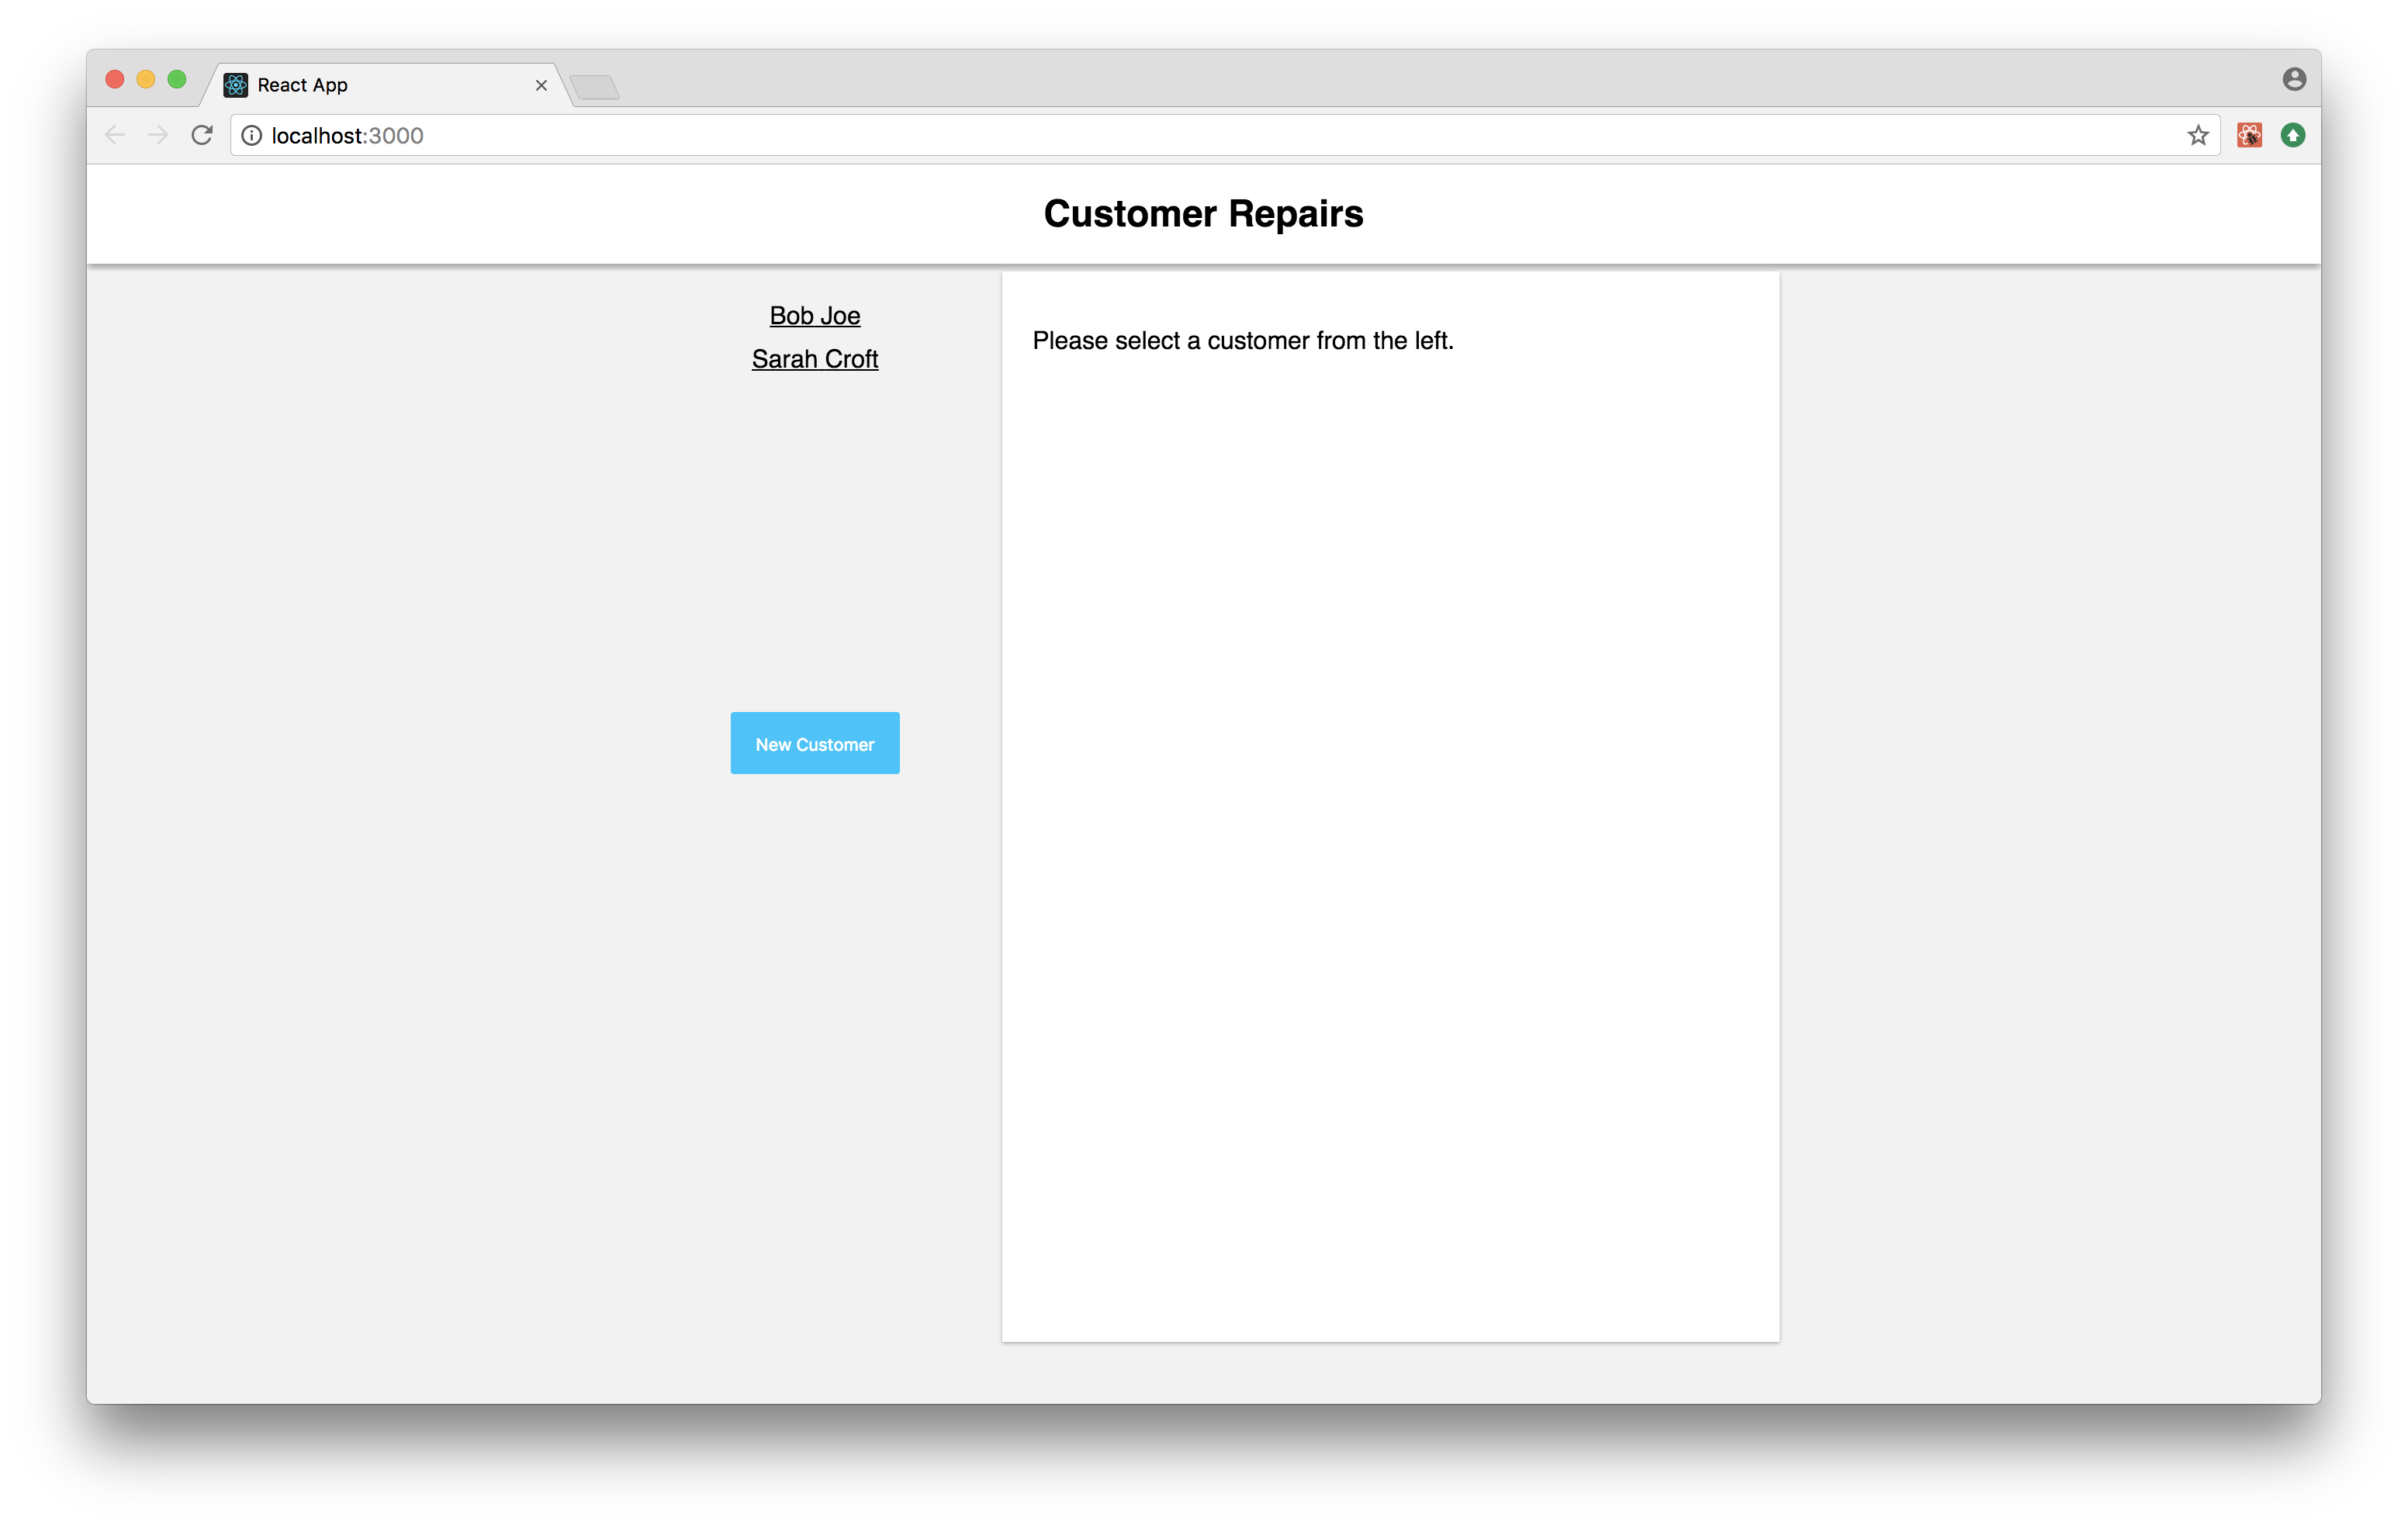 React App
localhost:3000
Customer Repairs
Bob Joe
Sarah Croft
New Customer
Please select a customer from the left.